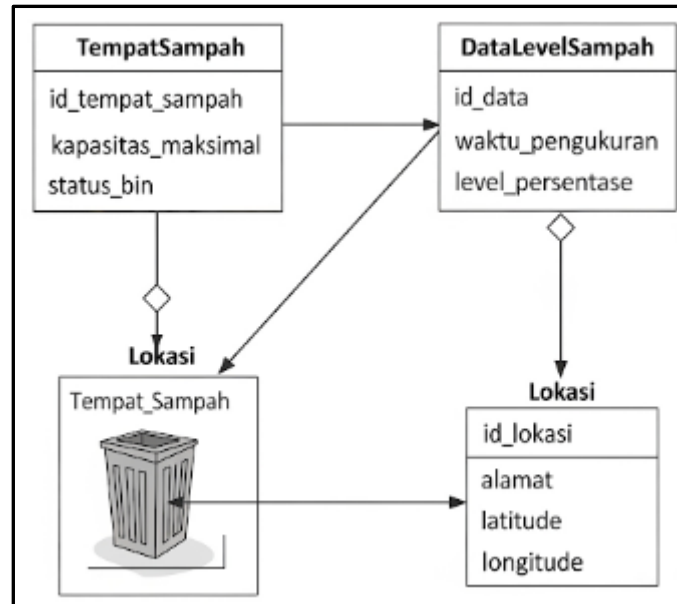 TempatSampah
id_tempat_sampah
kapasitas_maksimal
status_bin
DataLevelSampah
id_data
waktu_pengukuran
level_persentase
Lokasi
Tempat_Sampah
Lokasi
id_lokasi
alamat
latitude
longitude